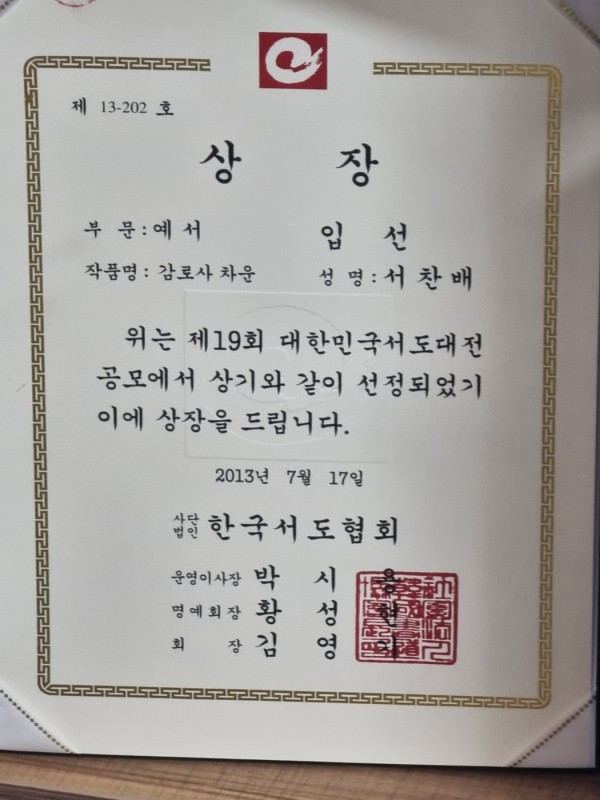 제 13-202 호
상 장
부 문 : 예 서 입 선
작품명 : 감로사 차운 성 명 : 서 찬 배
위는 제19회 대한민국서도대전
공모에서 상기와 같이 선정되었기
이에 상장을 드립니다.
2013년 7월 17일
사단법인 한국서도협회
운영이사장 박 시 용
명예회장 황 성 현
회 장 김 영 기